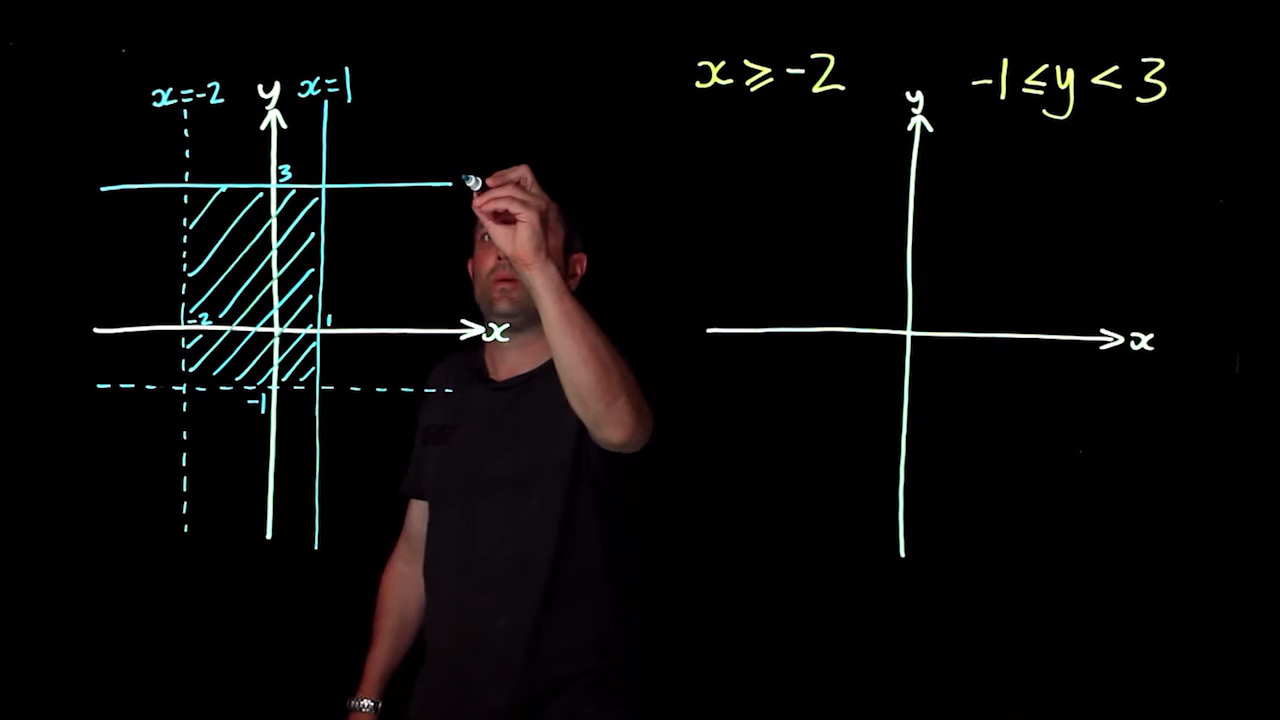 x=-2
y
x=1
3
-2
1
x
-1
x ⩾ -2
-1 ≤ y < 3
y
x